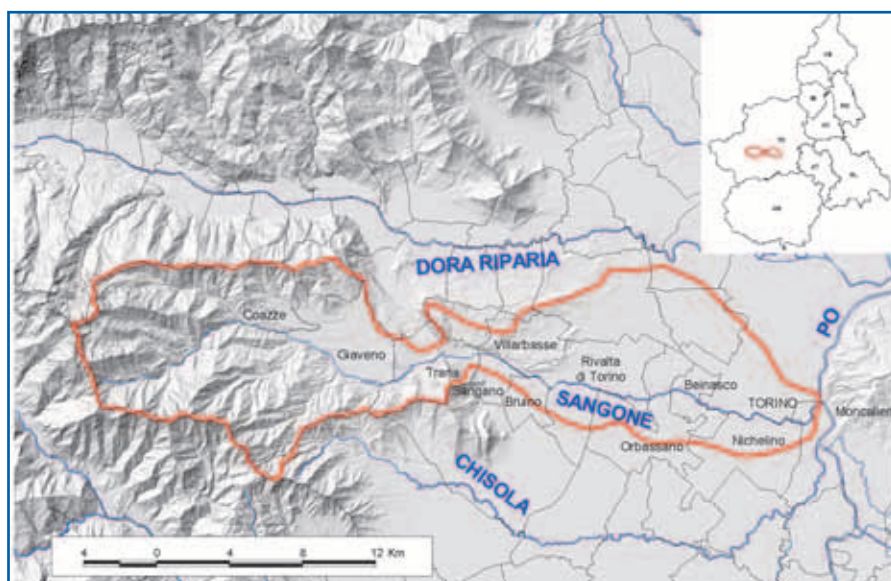 DORA RIPARIA
PO
Coazze
Villarbasse
Giaveno
Rivalta
di Torino
Trana
Sangano
Bruino
Beinasco
TORINO
SANGONE
Moncalieri
Orbassano
Nichelino
CHISOLA
4 0 4 8 12 Km